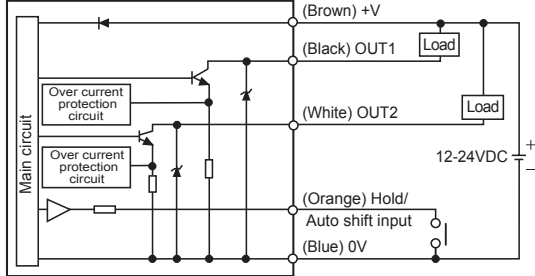 (Brown) +V
(Black) OUT1
Load
Over current
protection
circuit
(White) OUT2
Load
Main circuit
Over current
protection
circuit
12-24VDC
+
−
(Orange) Hold/
Auto shift input
(Blue) 0V